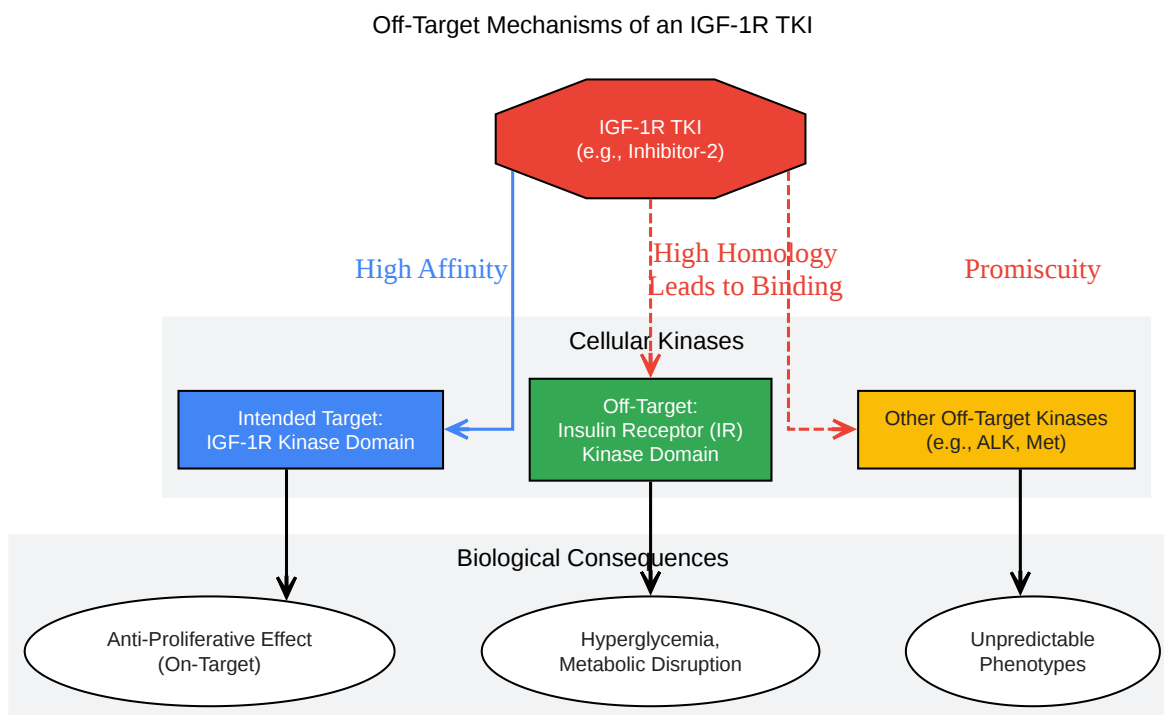 Off-Target Mechanisms of an IGF-1R TKI
IGF-1R TKI
(e.g., Inhibitor-2)
High Affinity
High Homology
Leads to Binding
Promiscuity
Cellular Kinases
Intended Target:
IGF-1R Kinase Domain
Off-Target:
Insulin Receptor (IR)
Kinase Domain
Other Off-Target Kinases
(e.g., ALK, Met)
Biological Consequences
Anti-Proliferative Effect
(On-Target)
Hyperglycemia,
Metabolic Disruption
Unpredictable
Phenotypes